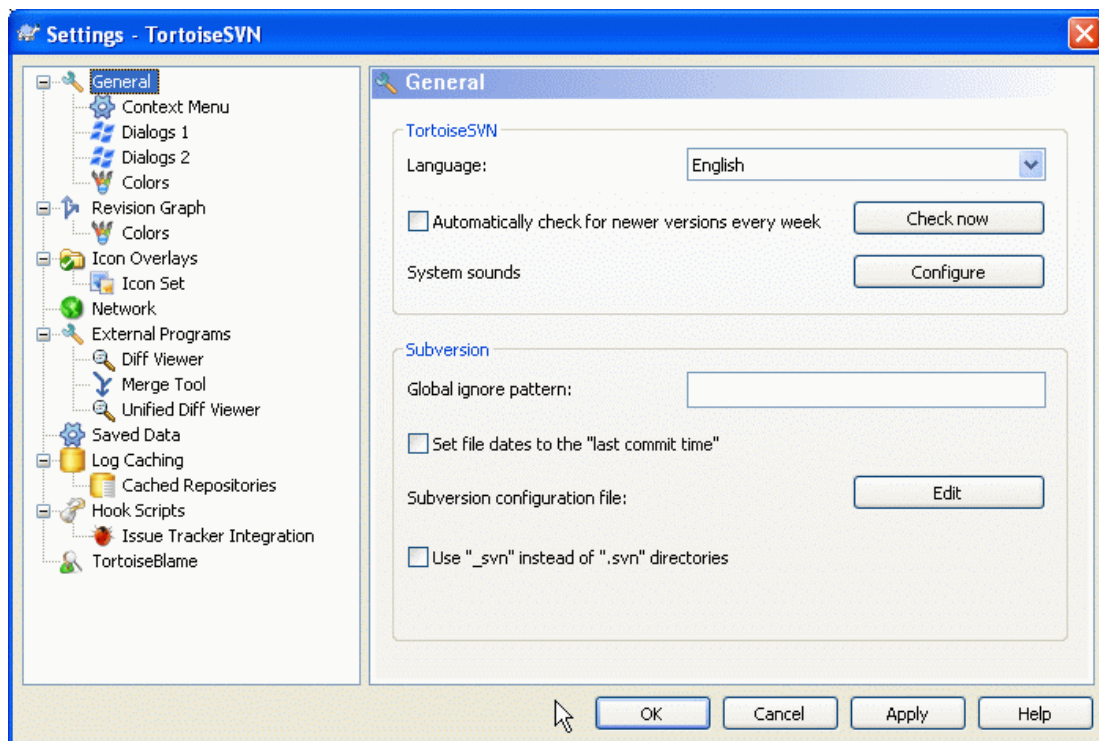 Settings - TortoiseSVN
General
Context Menu
Dialogs 1
Dialogs 2
Colors
Revision Graph
Colors
Icon Overlays
Icon Set
Network
External Programs
Diff Viewer
Merge Tool
Unified Diff Viewer
Saved Data
Log Caching
Cached Repositories
Hook Scripts
Issue Tracker Integration
TortoiseBlame
General
TortoiseSVN
Language: English
Automatically check for newer versions every week Check now
System sounds Configure
Subversion
Global ignore pattern:
Set file dates to the "last commit time"
Subversion configuration file: Edit
Use "_svn" instead of ".svn" directories
OK Cancel Apply Help